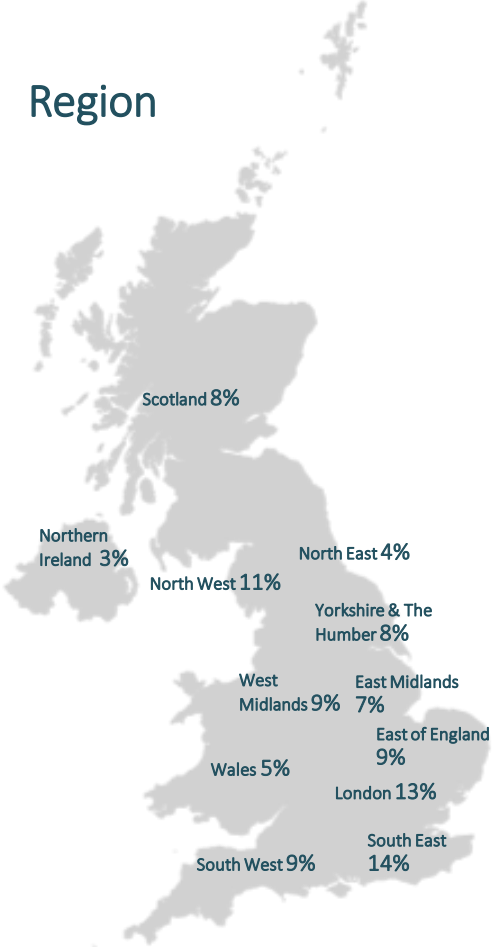 Region
Scotland 8%
Northern
Ireland 3%
North East 4%
North West 11%
Yorkshire & The
Humber 8%
West
Midlands 9%
East Midlands
7%
East of England
9%
Wales 5%
London 13%
South East
14%
South West 9%